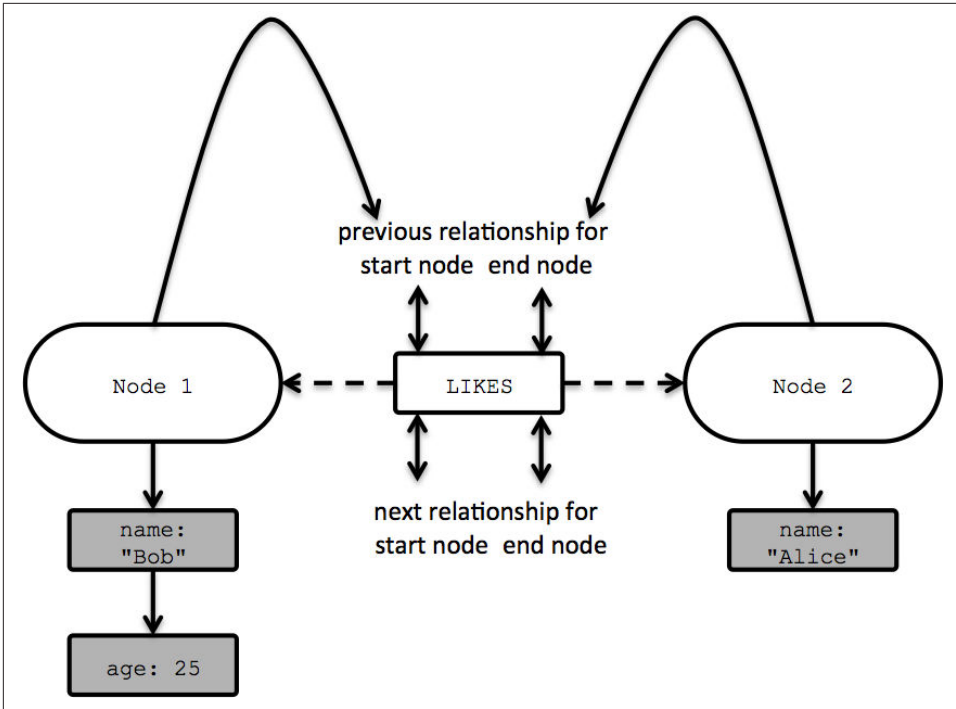 previous relationship for
start node end node
Node 1
LIKES
Node 2
name:
"Bob"
next relationship for
start node end node
name:
"Alice"
age: 25